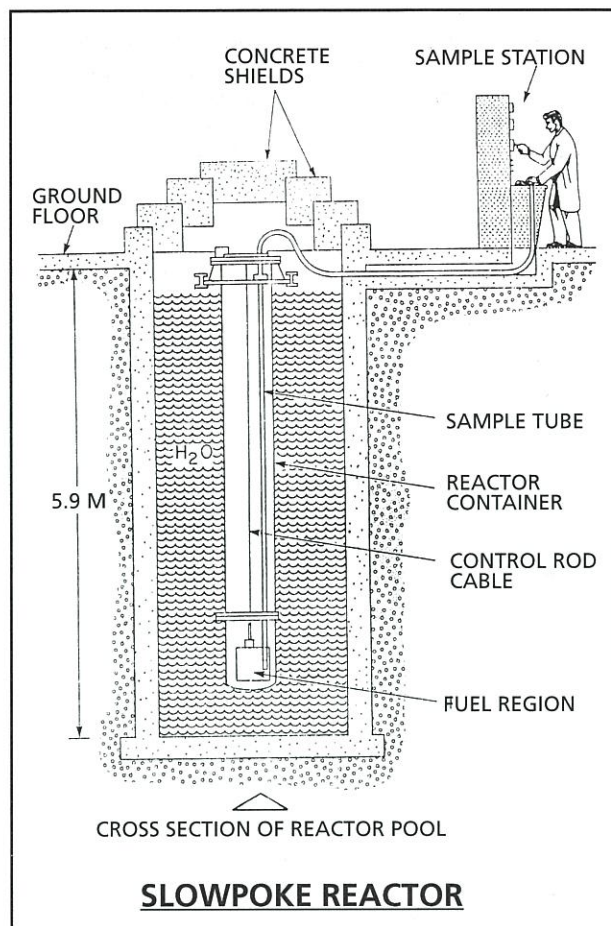 CONCRETE
SHIELDS
SAMPLE STATION
GROUND
FLOOR
SAMPLE TUBE
H₂O
REACTOR
CONTAINER
5.9 M
CONTROL ROD
CABLE
FUEL REGION
CROSS SECTION OF REACTOR POOL
SLOWPOKE REACTOR